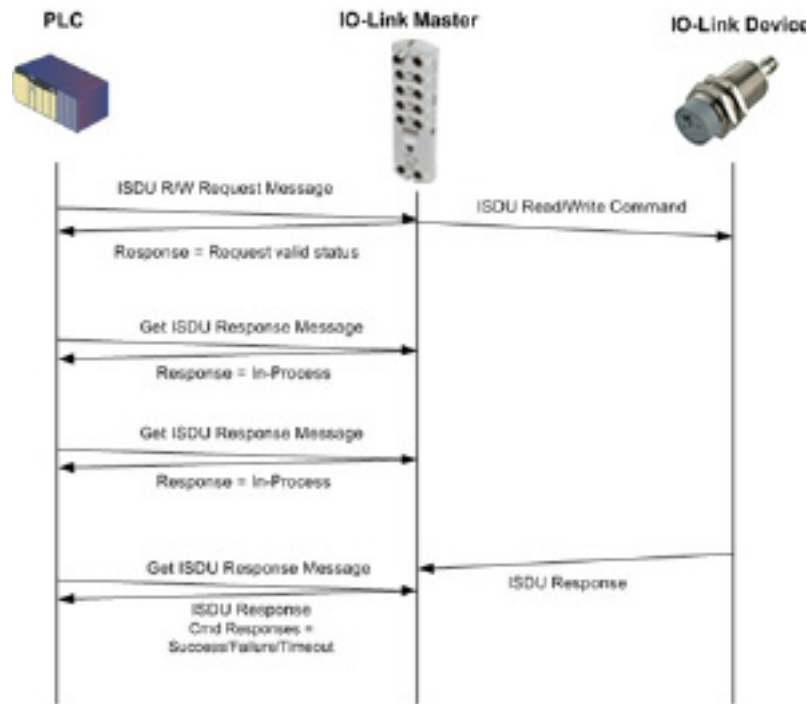 PLC
IO-Link Master
IO-Link Device
ISDU R/W Request Message
ISDU Read/Write Command
Response = Request valid status
Get ISDU Response Message
Response = In-Process
Get ISDU Response Message
Response = In-Process
Get ISDU Response Message
ISDU Response
ISDU Response
Cmd Responses =
Success/Failure/Timeout